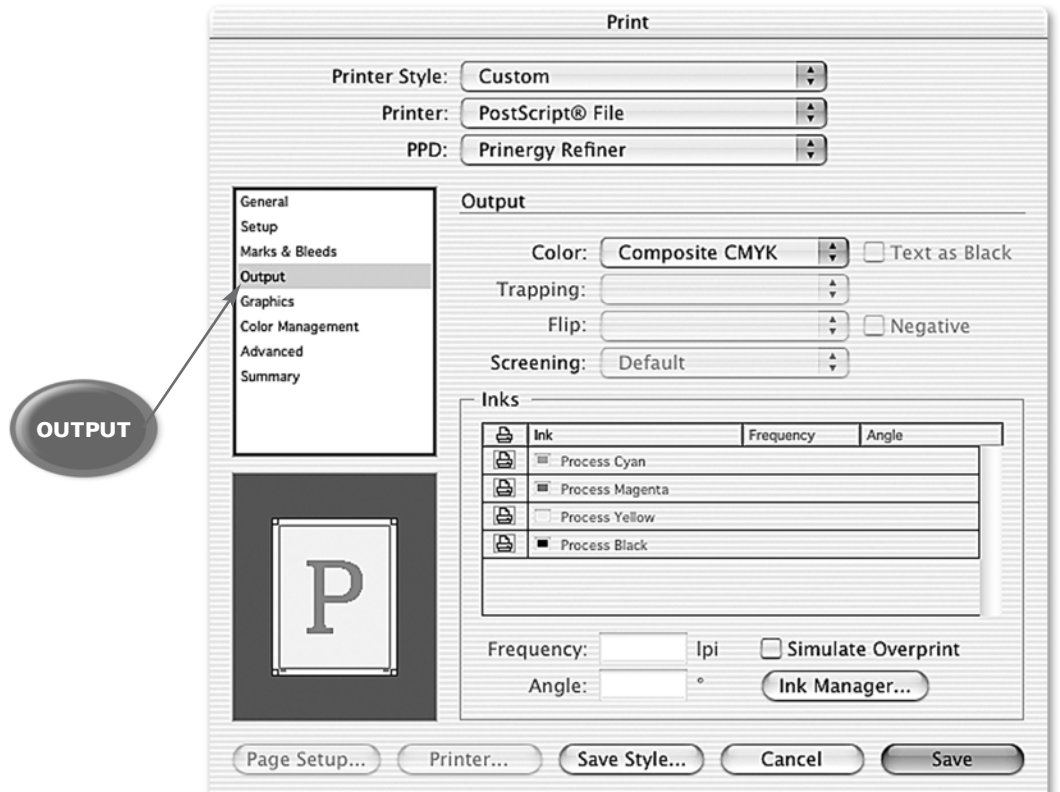 Print
Printer Style: Custom
Printer: PostScript® File
PPD: Prinergy Refiner
General
Setup
Marks & Bleeds
Output
Graphics
Color Management
Advanced
Summary
OUTPUT
P
Output
Color: Composite CMYK Text as Black
Trapping:
Flip: Negative
Screening: Default
Inks
Ink Frequency Angle
Process Cyan
Process Magenta
Process Yellow
Process Black
Frequency: lpi Simulate Overprint
Angle: ° Ink Manager...
Page Setup... Printer... Save Style... Cancel Save